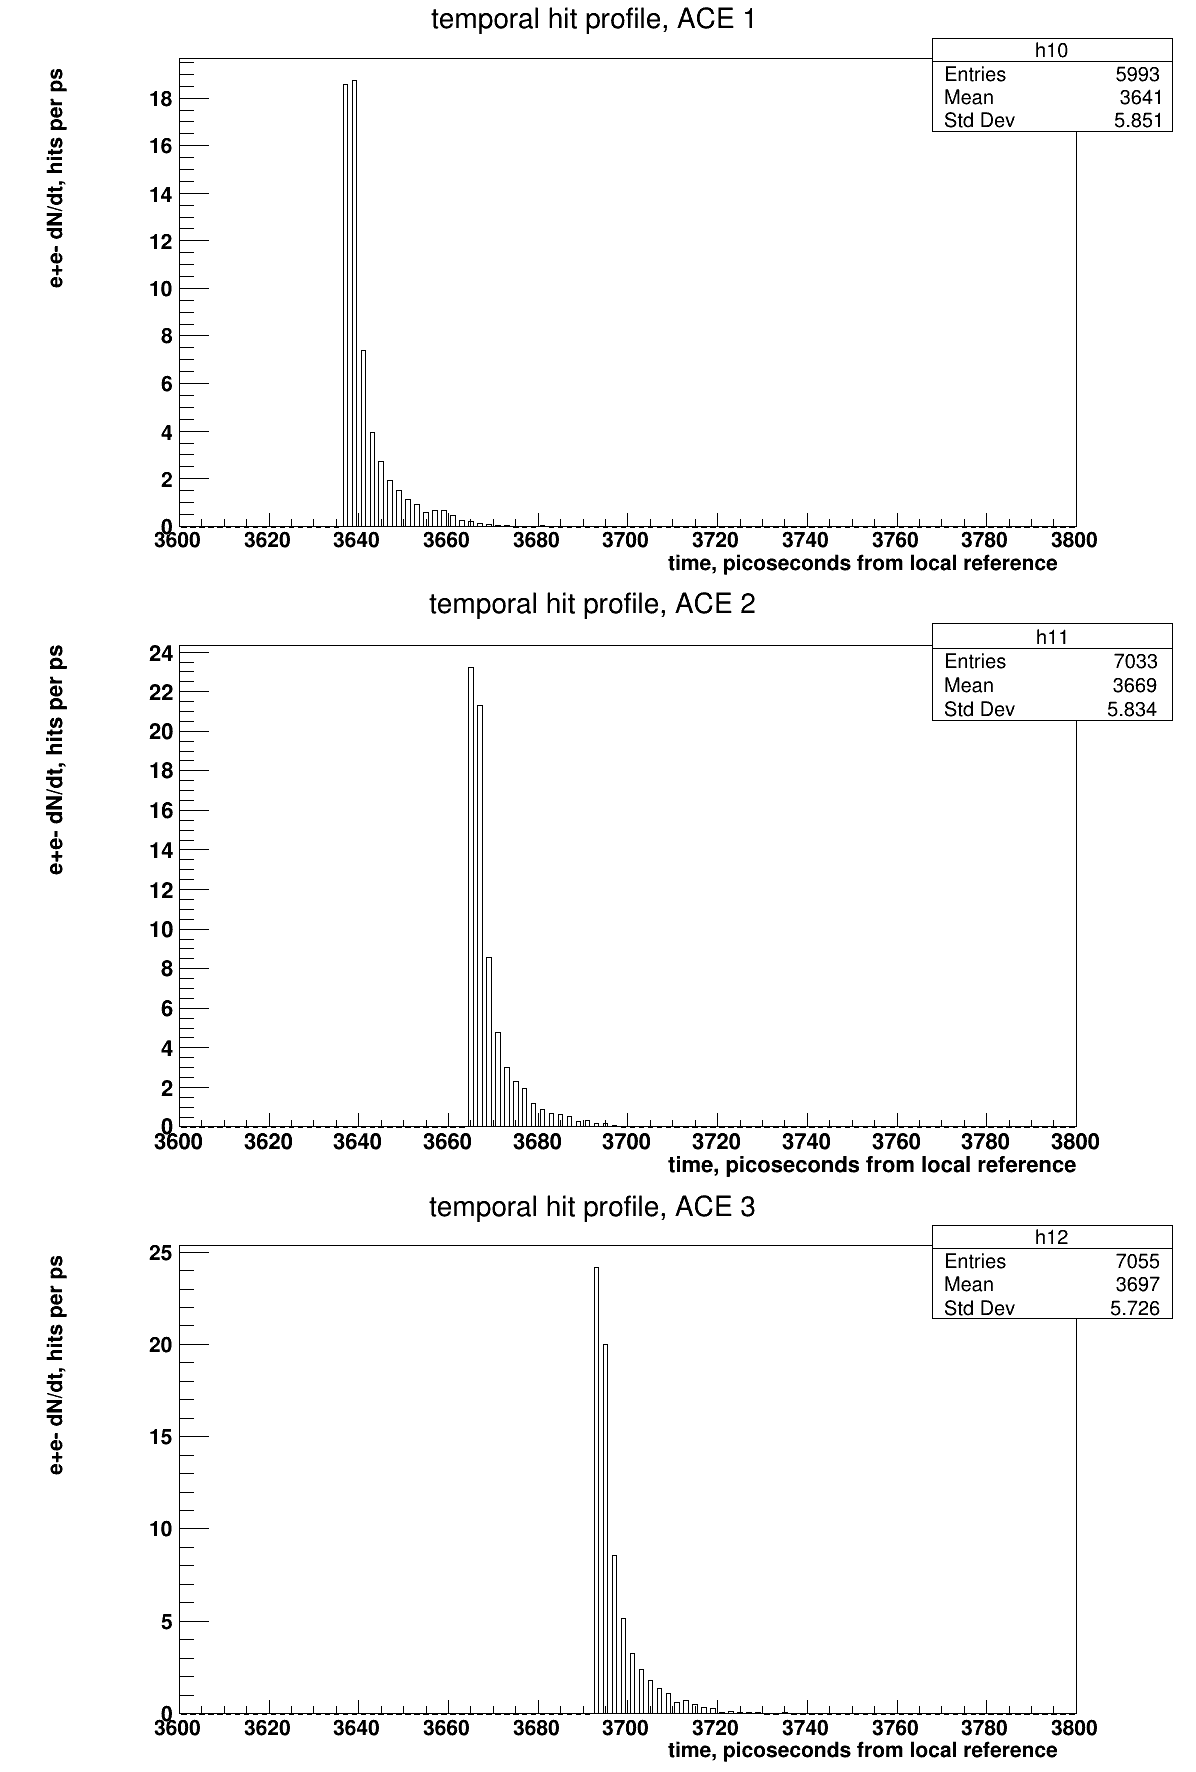 temporal hit profile, ACE 1
h10
Entries 5993
Mean 3641
Std Dev 5.851
e+e- dN/dt, hits per ps
18
16
14
12
10
8
6
4
2
0
3600 3620 3640 3660 3680 3700 3720 3740 3760 3780 3800
time, picoseconds from local reference
temporal hit profile, ACE 2
h11
Entries 7033
Mean 3669
Std Dev 5.834
e+e- dN/dt, hits per ps
24
22
20
18
16
14
12
10
8
6
4
2
0
3600 3620 3640 3660 3680 3700 3720 3740 3760 3780 3800
time, picoseconds from local reference
temporal hit profile, ACE 3
h12
Entries 7055
Mean 3697
Std Dev 5.726
e+e- dN/dt, hits per ps
25
20
15
10
5
0
3600 3620 3640 3660 3680 3700 3720 3740 3760 3780 3800
time, picoseconds from local reference